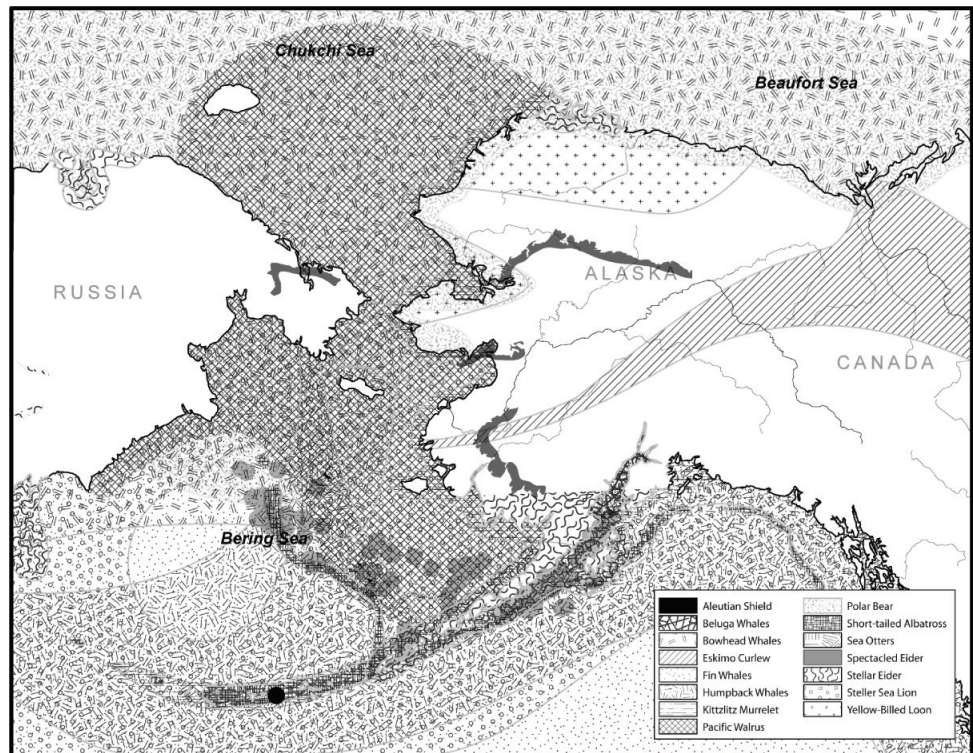 Chukchi Sea
Beaufort Sea
RUSSIA
ALASKA
CANADA
Bering Sea
Aleutian Shield
Beluga Whales
Bowhead Whales
Eskimo Curlew
Fin Whales
Humpback Whales
Kittzlitz Murrelet
Pacific Walrus
Polar Bear
Short-tailed Albatross
Sea Otters
Spectacled Eider
Stellar Eider
Steller Sea Lion
Yellow-Billed Loon